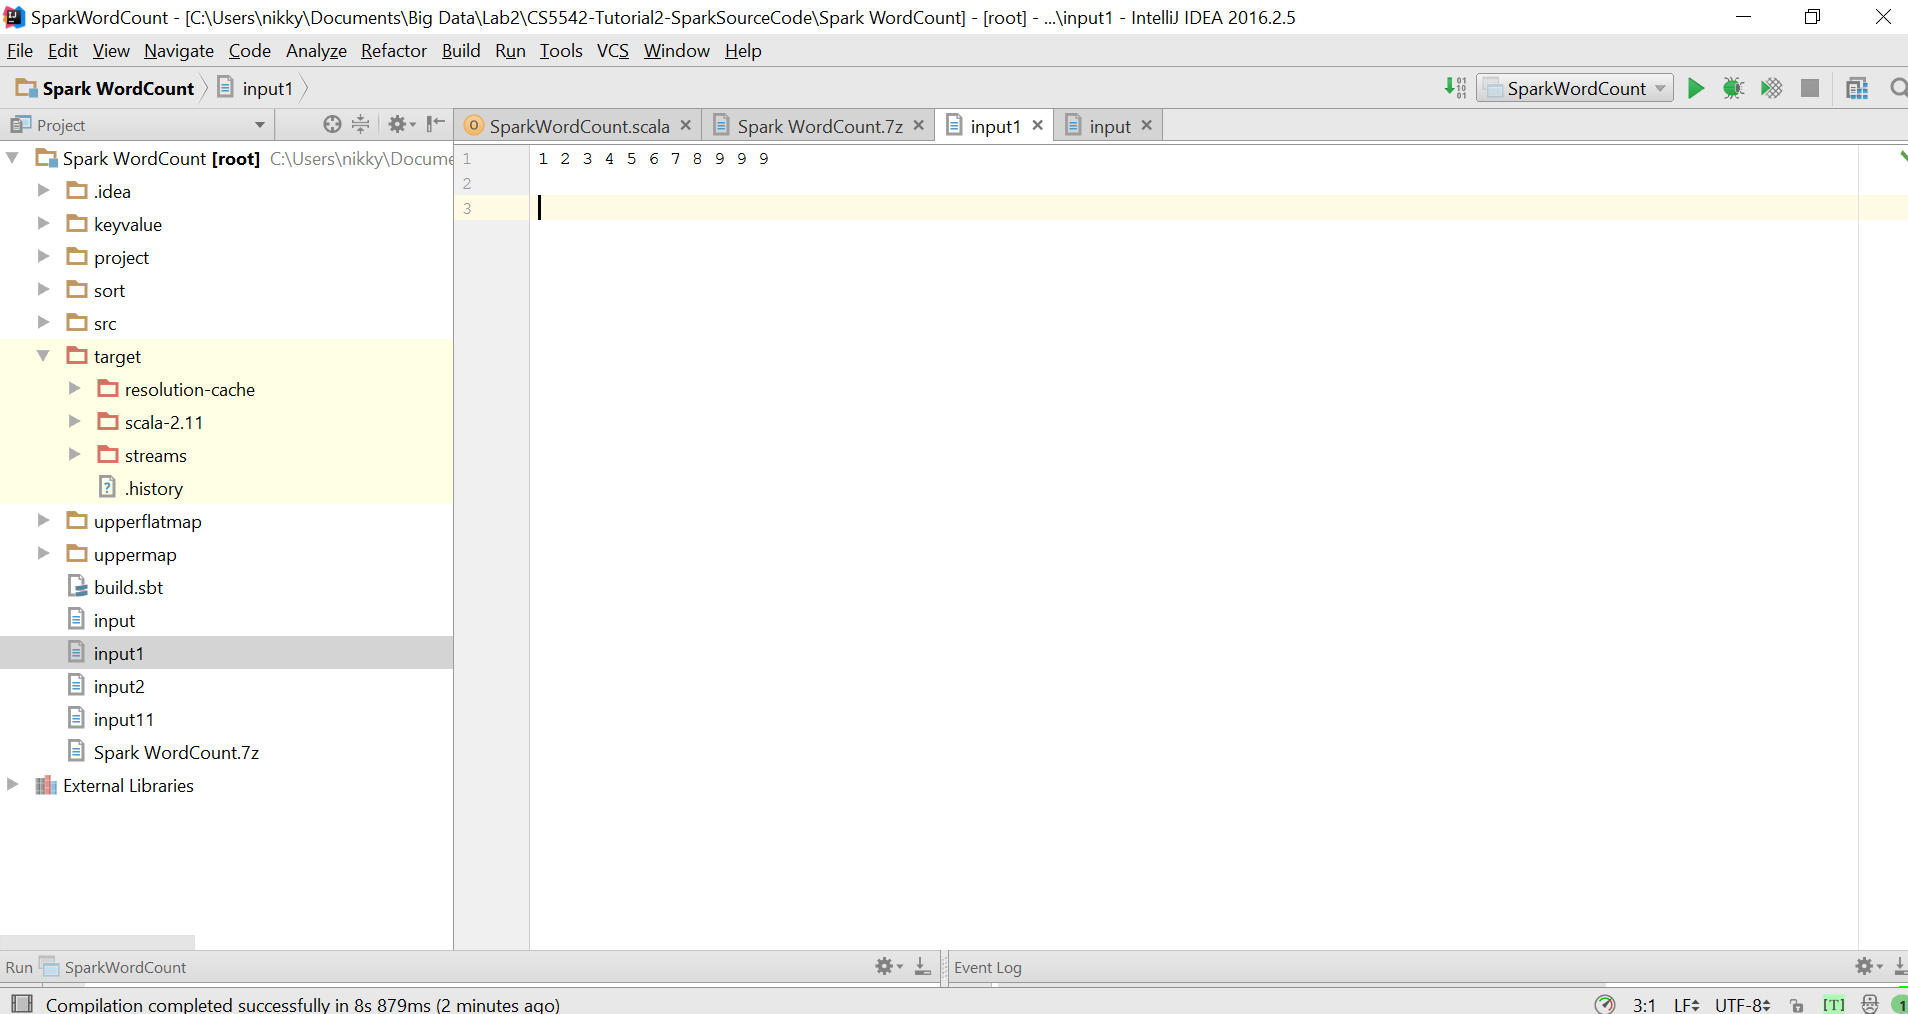 SparkWordCount - [C:\Users\nikky\Documents\Big Data\Lab2\CS5542-Tutorial2-SparkSourceCode\Spark WordCount] - [root] - ...\input1 - IntelliJ IDEA 2016.2.5
File Edit View Navigate Code Analyze Refactor Build Run Tools VCS Window Help
Spark WordCount input1 SparkWordCount
Project SparkWordCount.scala Spark WordCount.7z input1 input
Spark WordCount [root] C:\Users\nikky\Docume
1 1 2 3 4 5 6 7 8 9 9 9
2
3
.idea
keyvalue
project
sort
src
target
resolution-cache
scala-2.11
streams
.history
upperflatmap
uppermap
build.sbt
input
input1
input2
input11
Spark WordCount.7z
External Libraries
Run SparkWordCount Event Log
Compilation completed successfully in 8s 879ms (2 minutes ago) 3:1 LF UTF-8 [T] 1